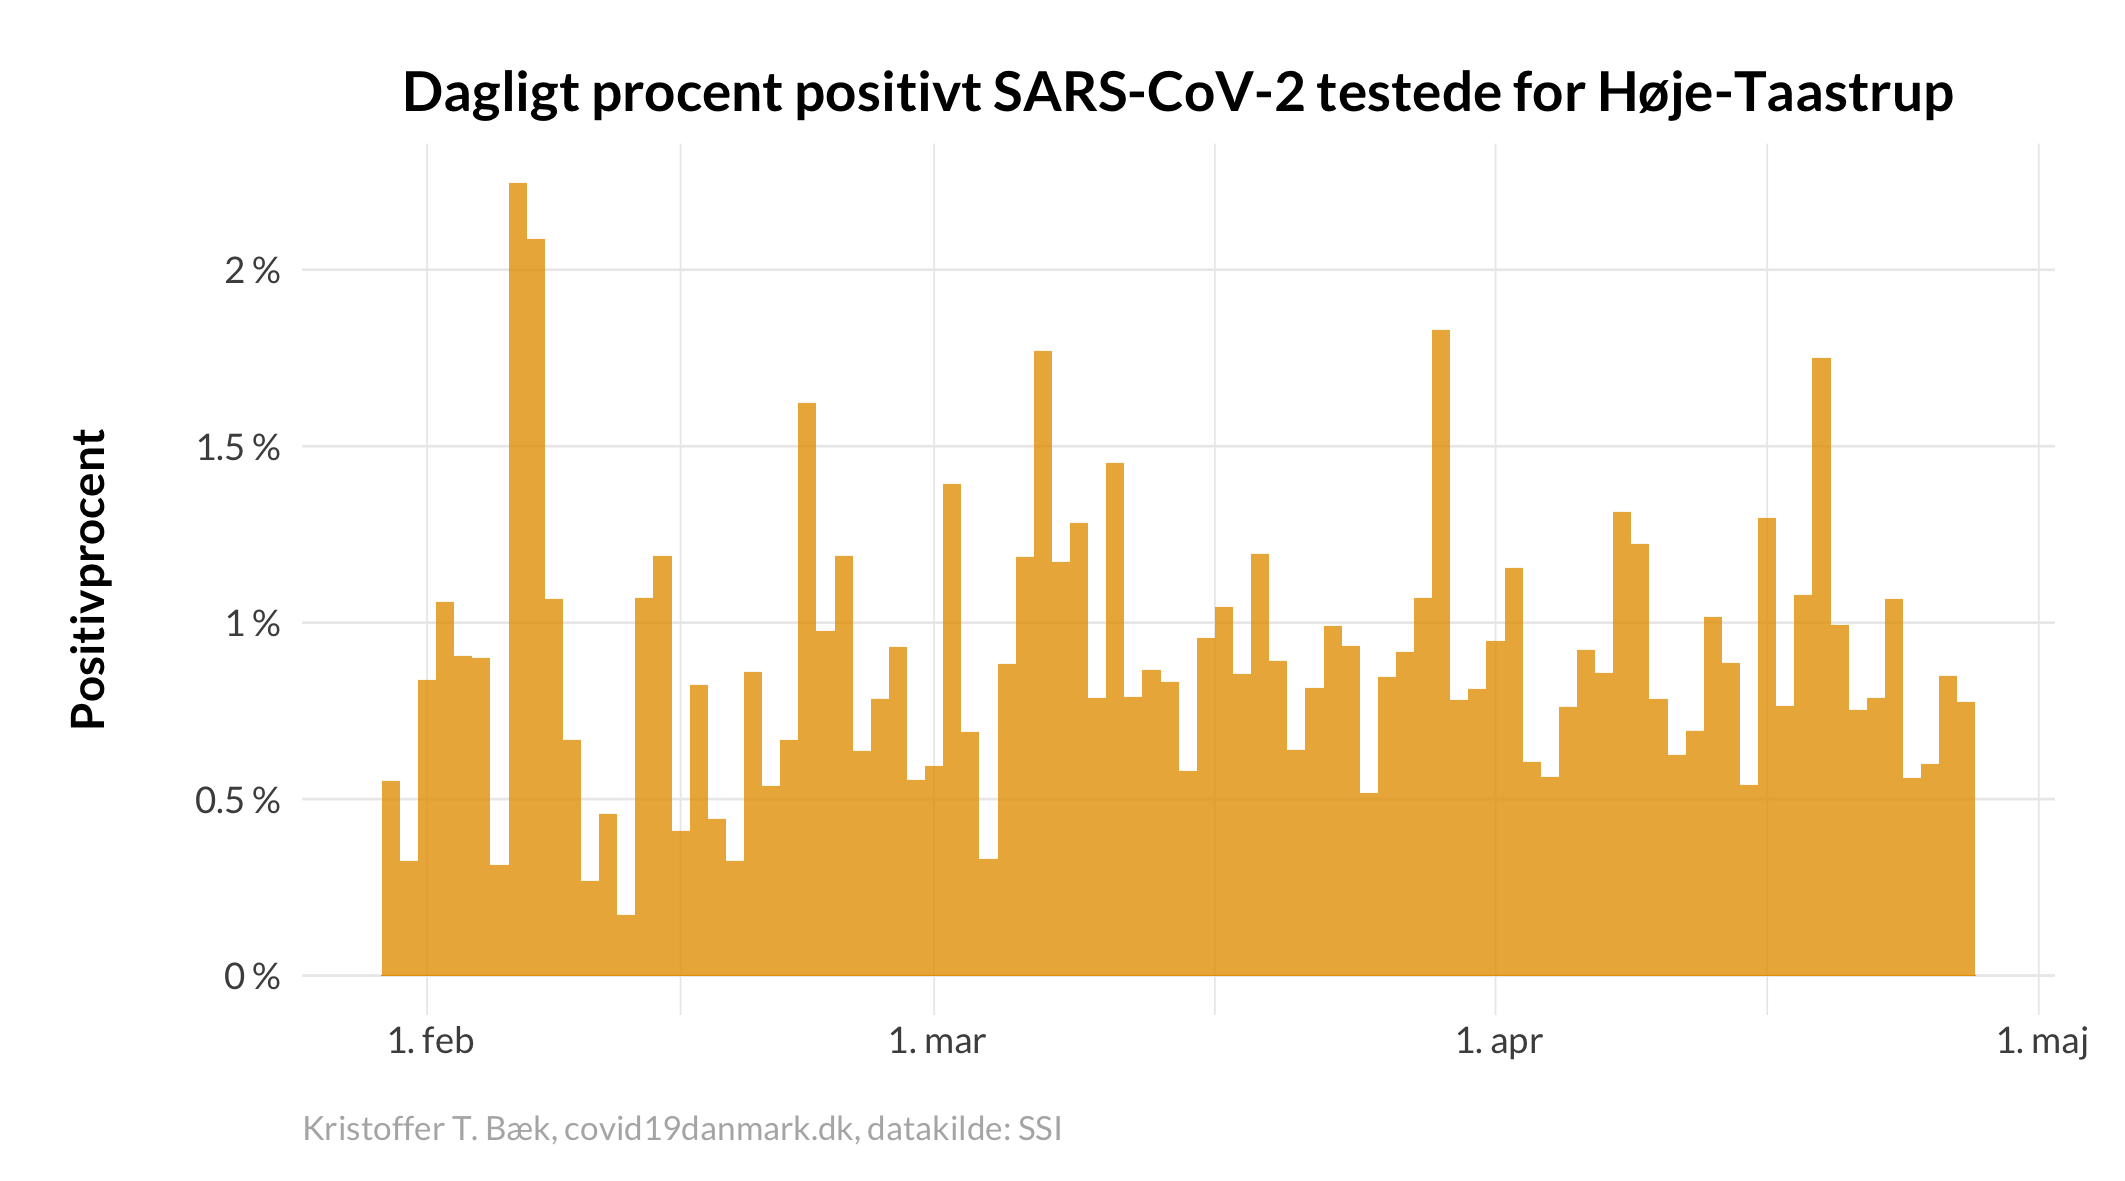 Dagligt procent positivt SARS-CoV-2 testede for Høje-Taastrup
Positivprocent
2 %
1.5 %
1 %
0.5 %
0 %
1. feb
1. mar
1. apr
1. maj
Kristoffer T. Bæk, covid19danmark.dk, datakilde: SSI